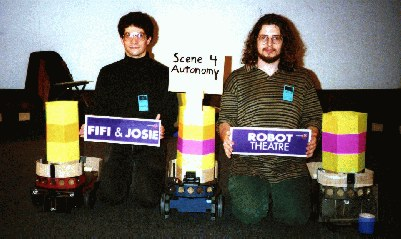 Scene 4
Autonomy
FIFI & JOSIE
ROBOT
THEATRE